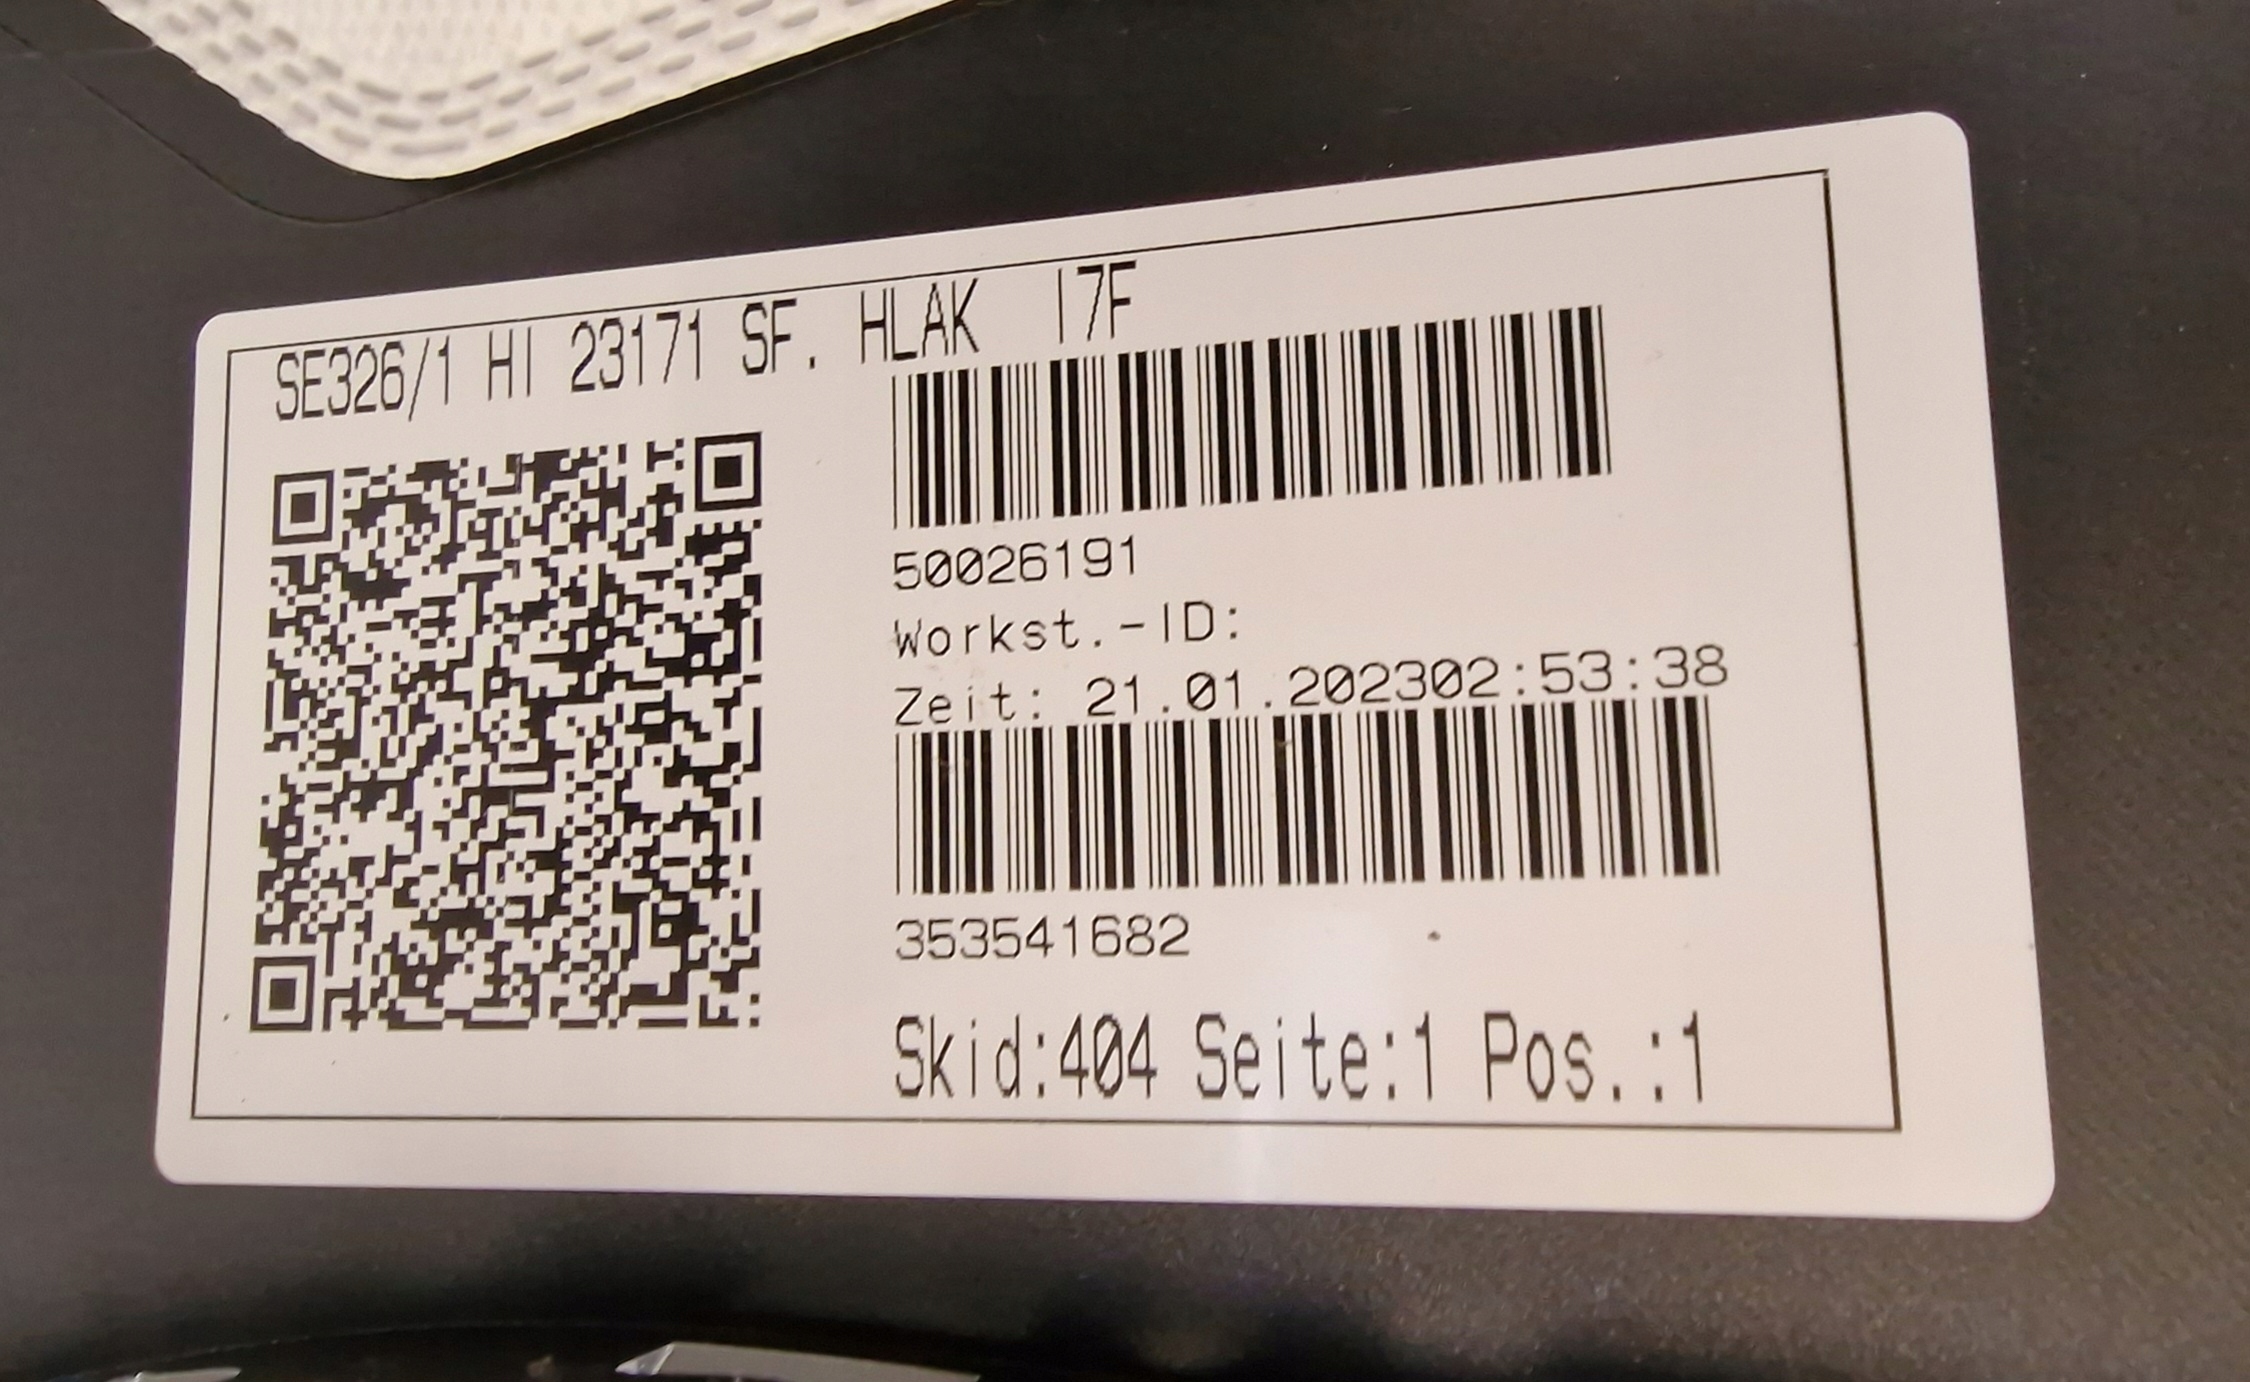 SE326/1 HI 23171 SF. HLAK I7F
50026191
Workst.-ID:
Zeit: 21.01.202302:53:38
353541682
Skid:404 Seite:1 Pos.:1